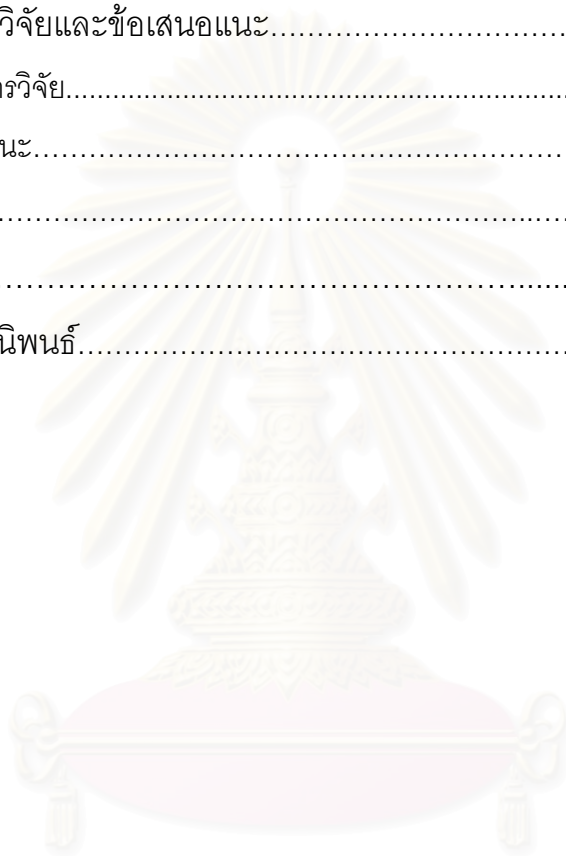 วิจัยและข้อเสนอแนะ....................................
รวิจัย................................................................................
นะ................................................................
................................................................
................................................................
นิพนธ์................................................................